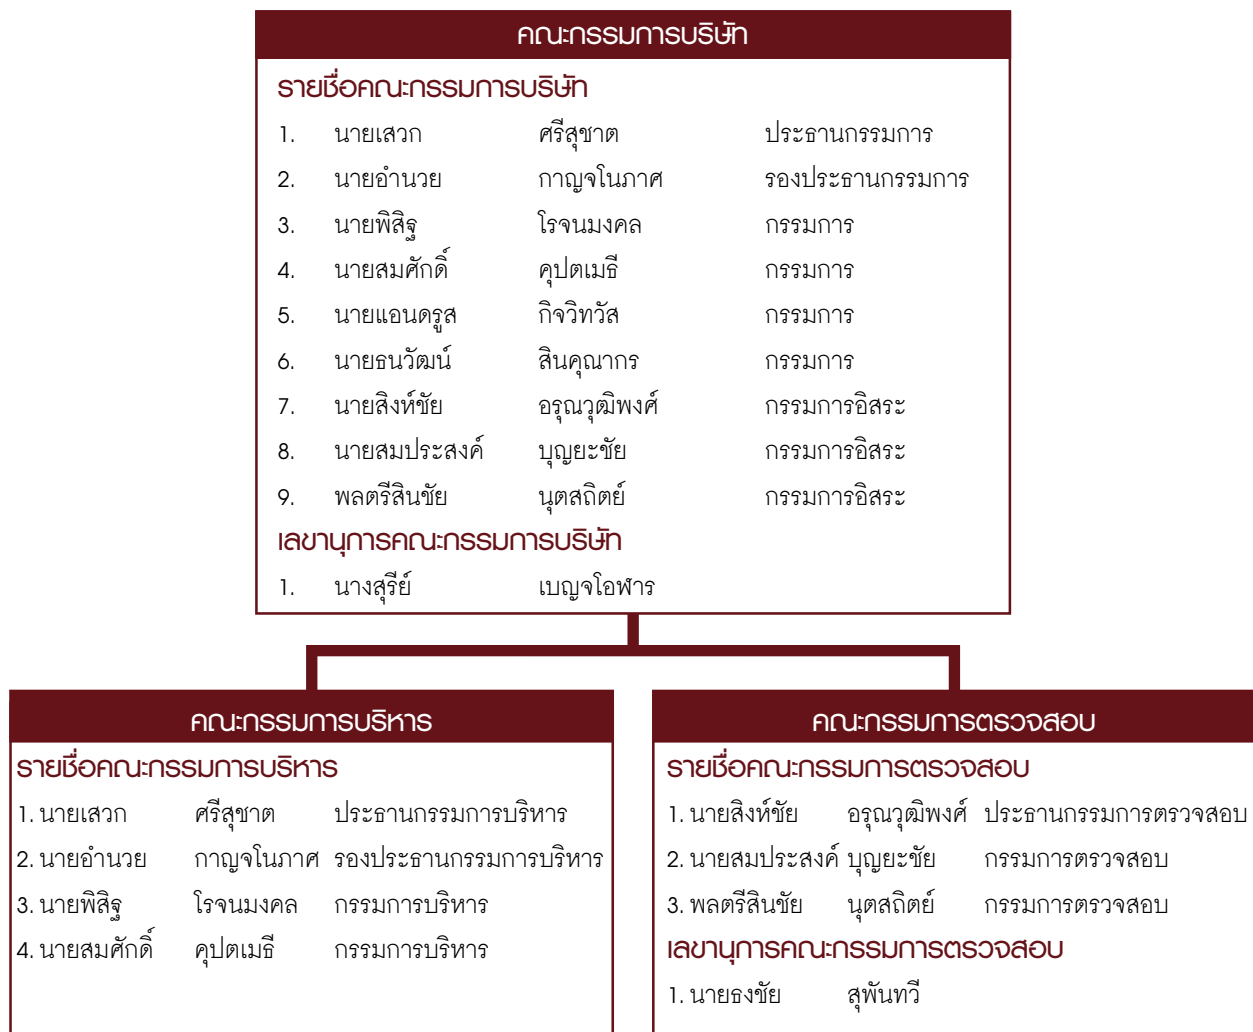 คณะกรรมการบริษัท
รายชื่อคณะกรรมการบริษัท
1. นายเสวก ศรีสุชาต ประธานกรรมการ
2. นายอำนวย กาญจโนภาศ รองประธานกรรมการ
3. นายพิสิฐ โรจนมงคล กรรมการ
4. นายสมศักดิ์ คุปตเมธี กรรมการ
5. นายแอนดรูส กิจวิทวัส กรรมการ
6. นายธนวัฒน์ สินคุณากร กรรมการ
7. นายสิงห์ชัย อรุณวุฒิพงศ์ กรรมการอิสระ
8. นายสมประสงค์ บุญยะชัย กรรมการอิสระ
9. พลตรีสินชัย นุตสถิตย์ กรรมการอิสระ
เลขานุการคณะกรรมการบริษัท
1. นางสุรีย์ เบญจโอฬาร
คณะกรรมการบริหาร
รายชื่อคณะกรรมการบริหาร
1. นายเสวก ศรีสุชาต ประธานกรรมการบริหาร
2. นายอำนวย กาญจโนภาศ รองประธานกรรมการบริหาร
3. นายพิสิฐ โรจนมงคล กรรมการบริหาร
4. นายสมศักดิ์ คุปตเมธี กรรมการบริหาร
คณะกรรมการตรวจสอบ
รายชื่อคณะกรรมการตรวจสอบ
1. นายสิงห์ชัย อรุณวุฒิพงศ์ ประธานกรรมการตรวจสอบ
2. นายสมประสงค์ บุญยะชัย กรรมการตรวจสอบ
3. พลตรีสินชัย นุตสถิตย์ กรรมการตรวจสอบ
เลขานุการคณะกรรมการตรวจสอบ
1. นายธงชัย สุพันทวี